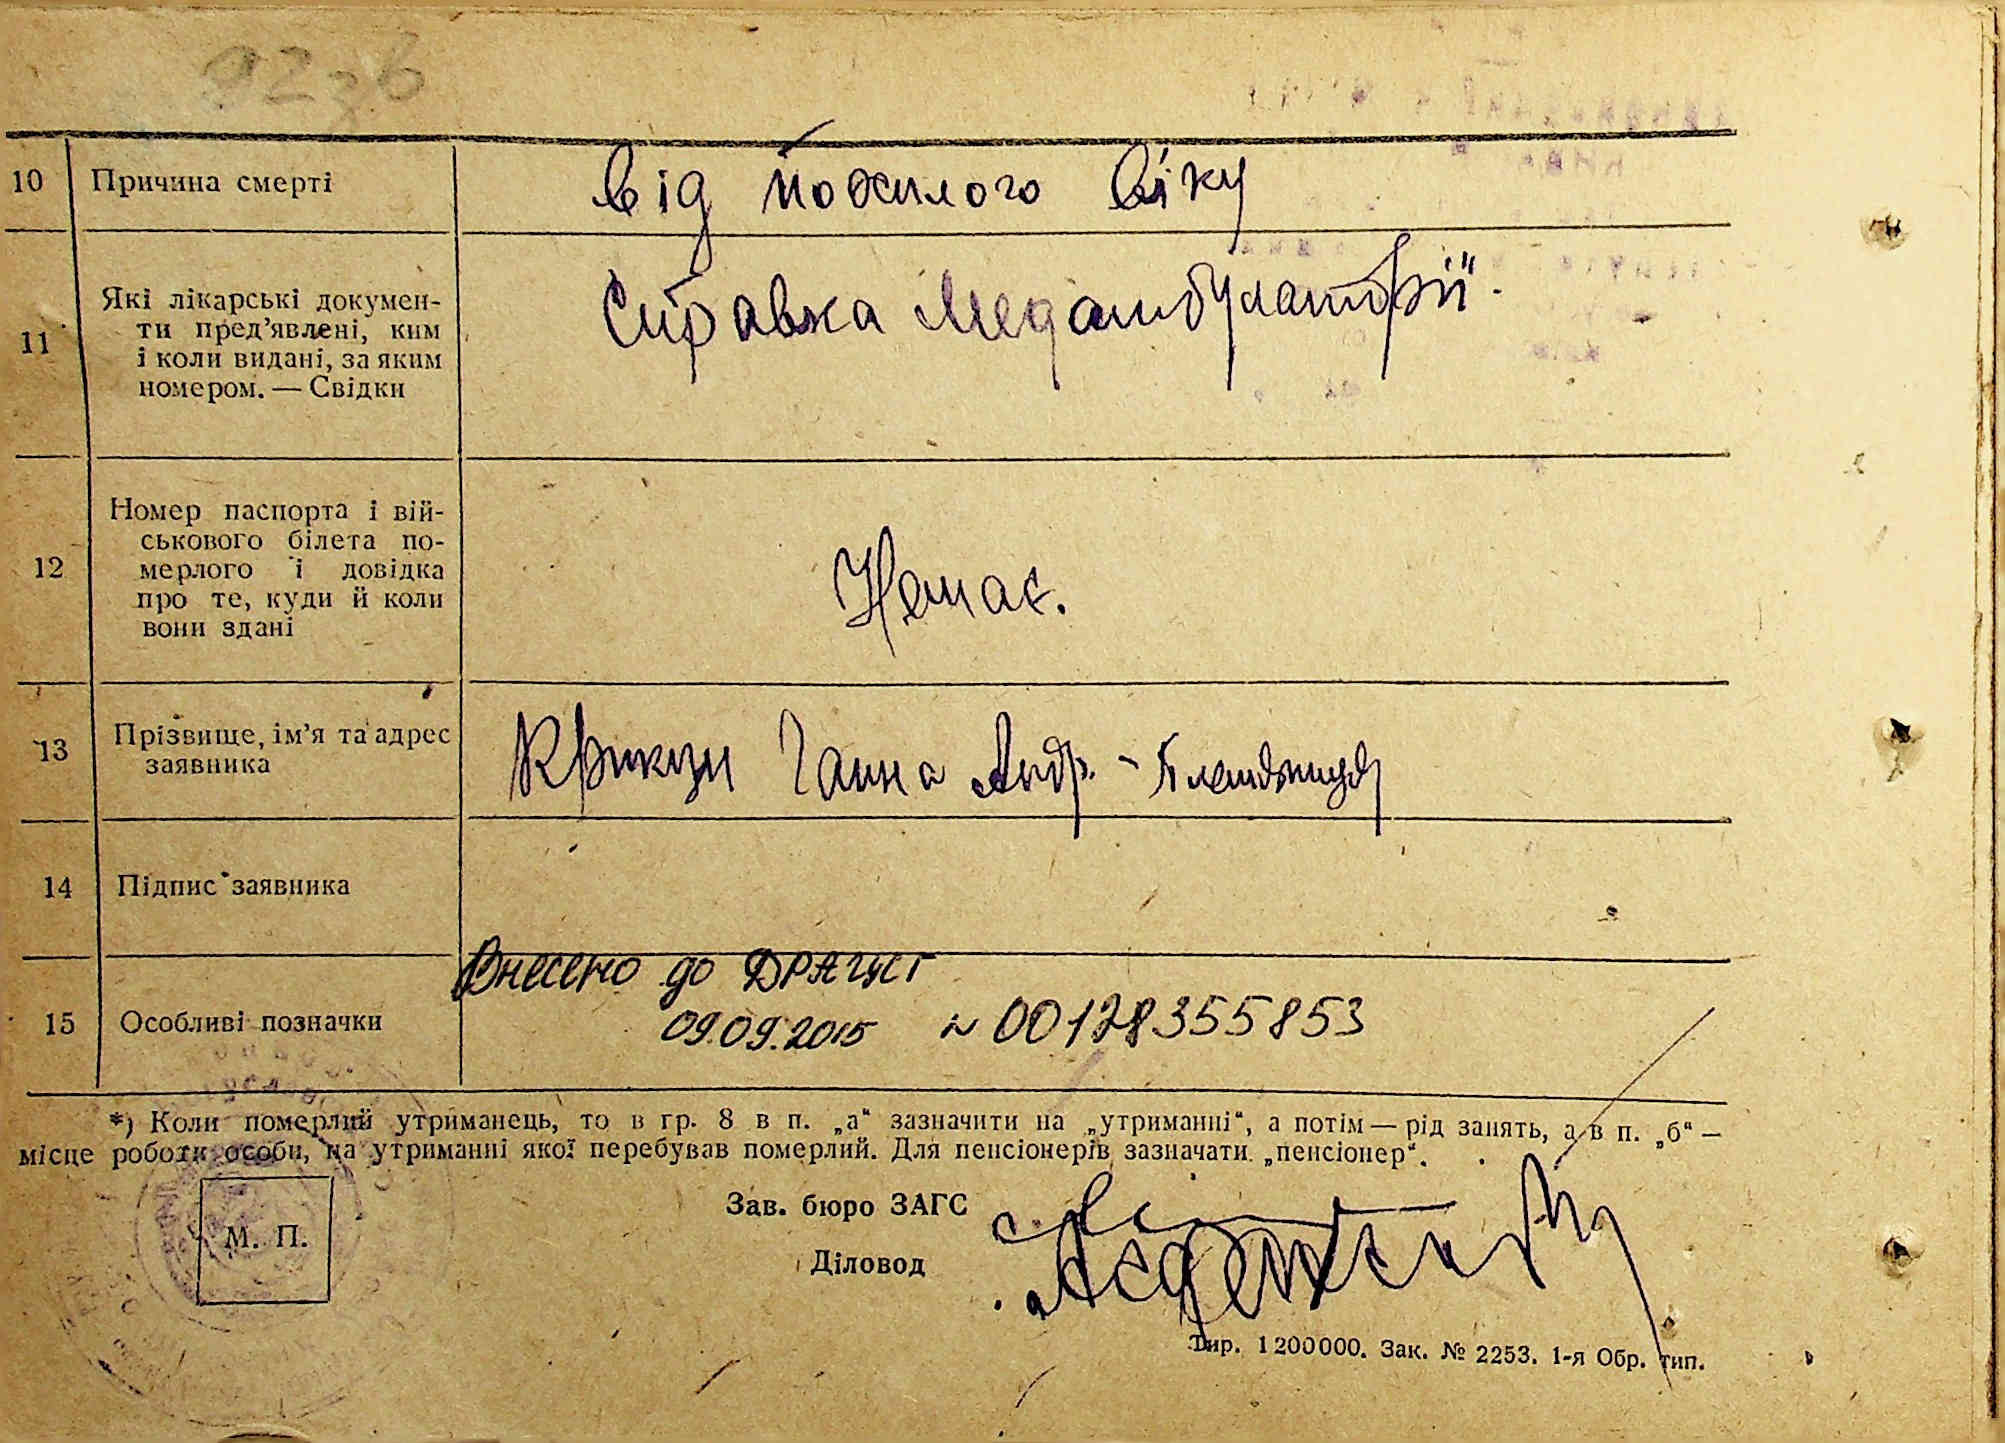 10 Причина смерті від похилого віку
11 Які лікарські докумен-
ти пред’явлені, ким
і коли видані, за яким
номером. — Свідки
Справка Медамбулаторії.
12 Номер паспорта і вій-
ськового білета по-
мерлого і довідка
про те, куди й коли
вони здані
Немає.
13 Прізвище, ім’я та адрес
заявника
Ганна Андр. –
14 Підпис заявника
15 Особливі позначки
Внесено до ДРАЦСГ
09.09.2015 № 00128355853
*) Коли померлий утриманець, то в гр. 8 в п. „а“ зазначити на „утриманні“, а потім — рід занять, а в п. „б“ —
місце роботи особи, на утриманні якої перебував померлий. Для пенсіонерів зазначати „пенсіонер“.
М. П.
Зав. бюро ЗАГС
Діловод
Тир. 1200000. Зак. № 2253. 1-я Обр. тип.